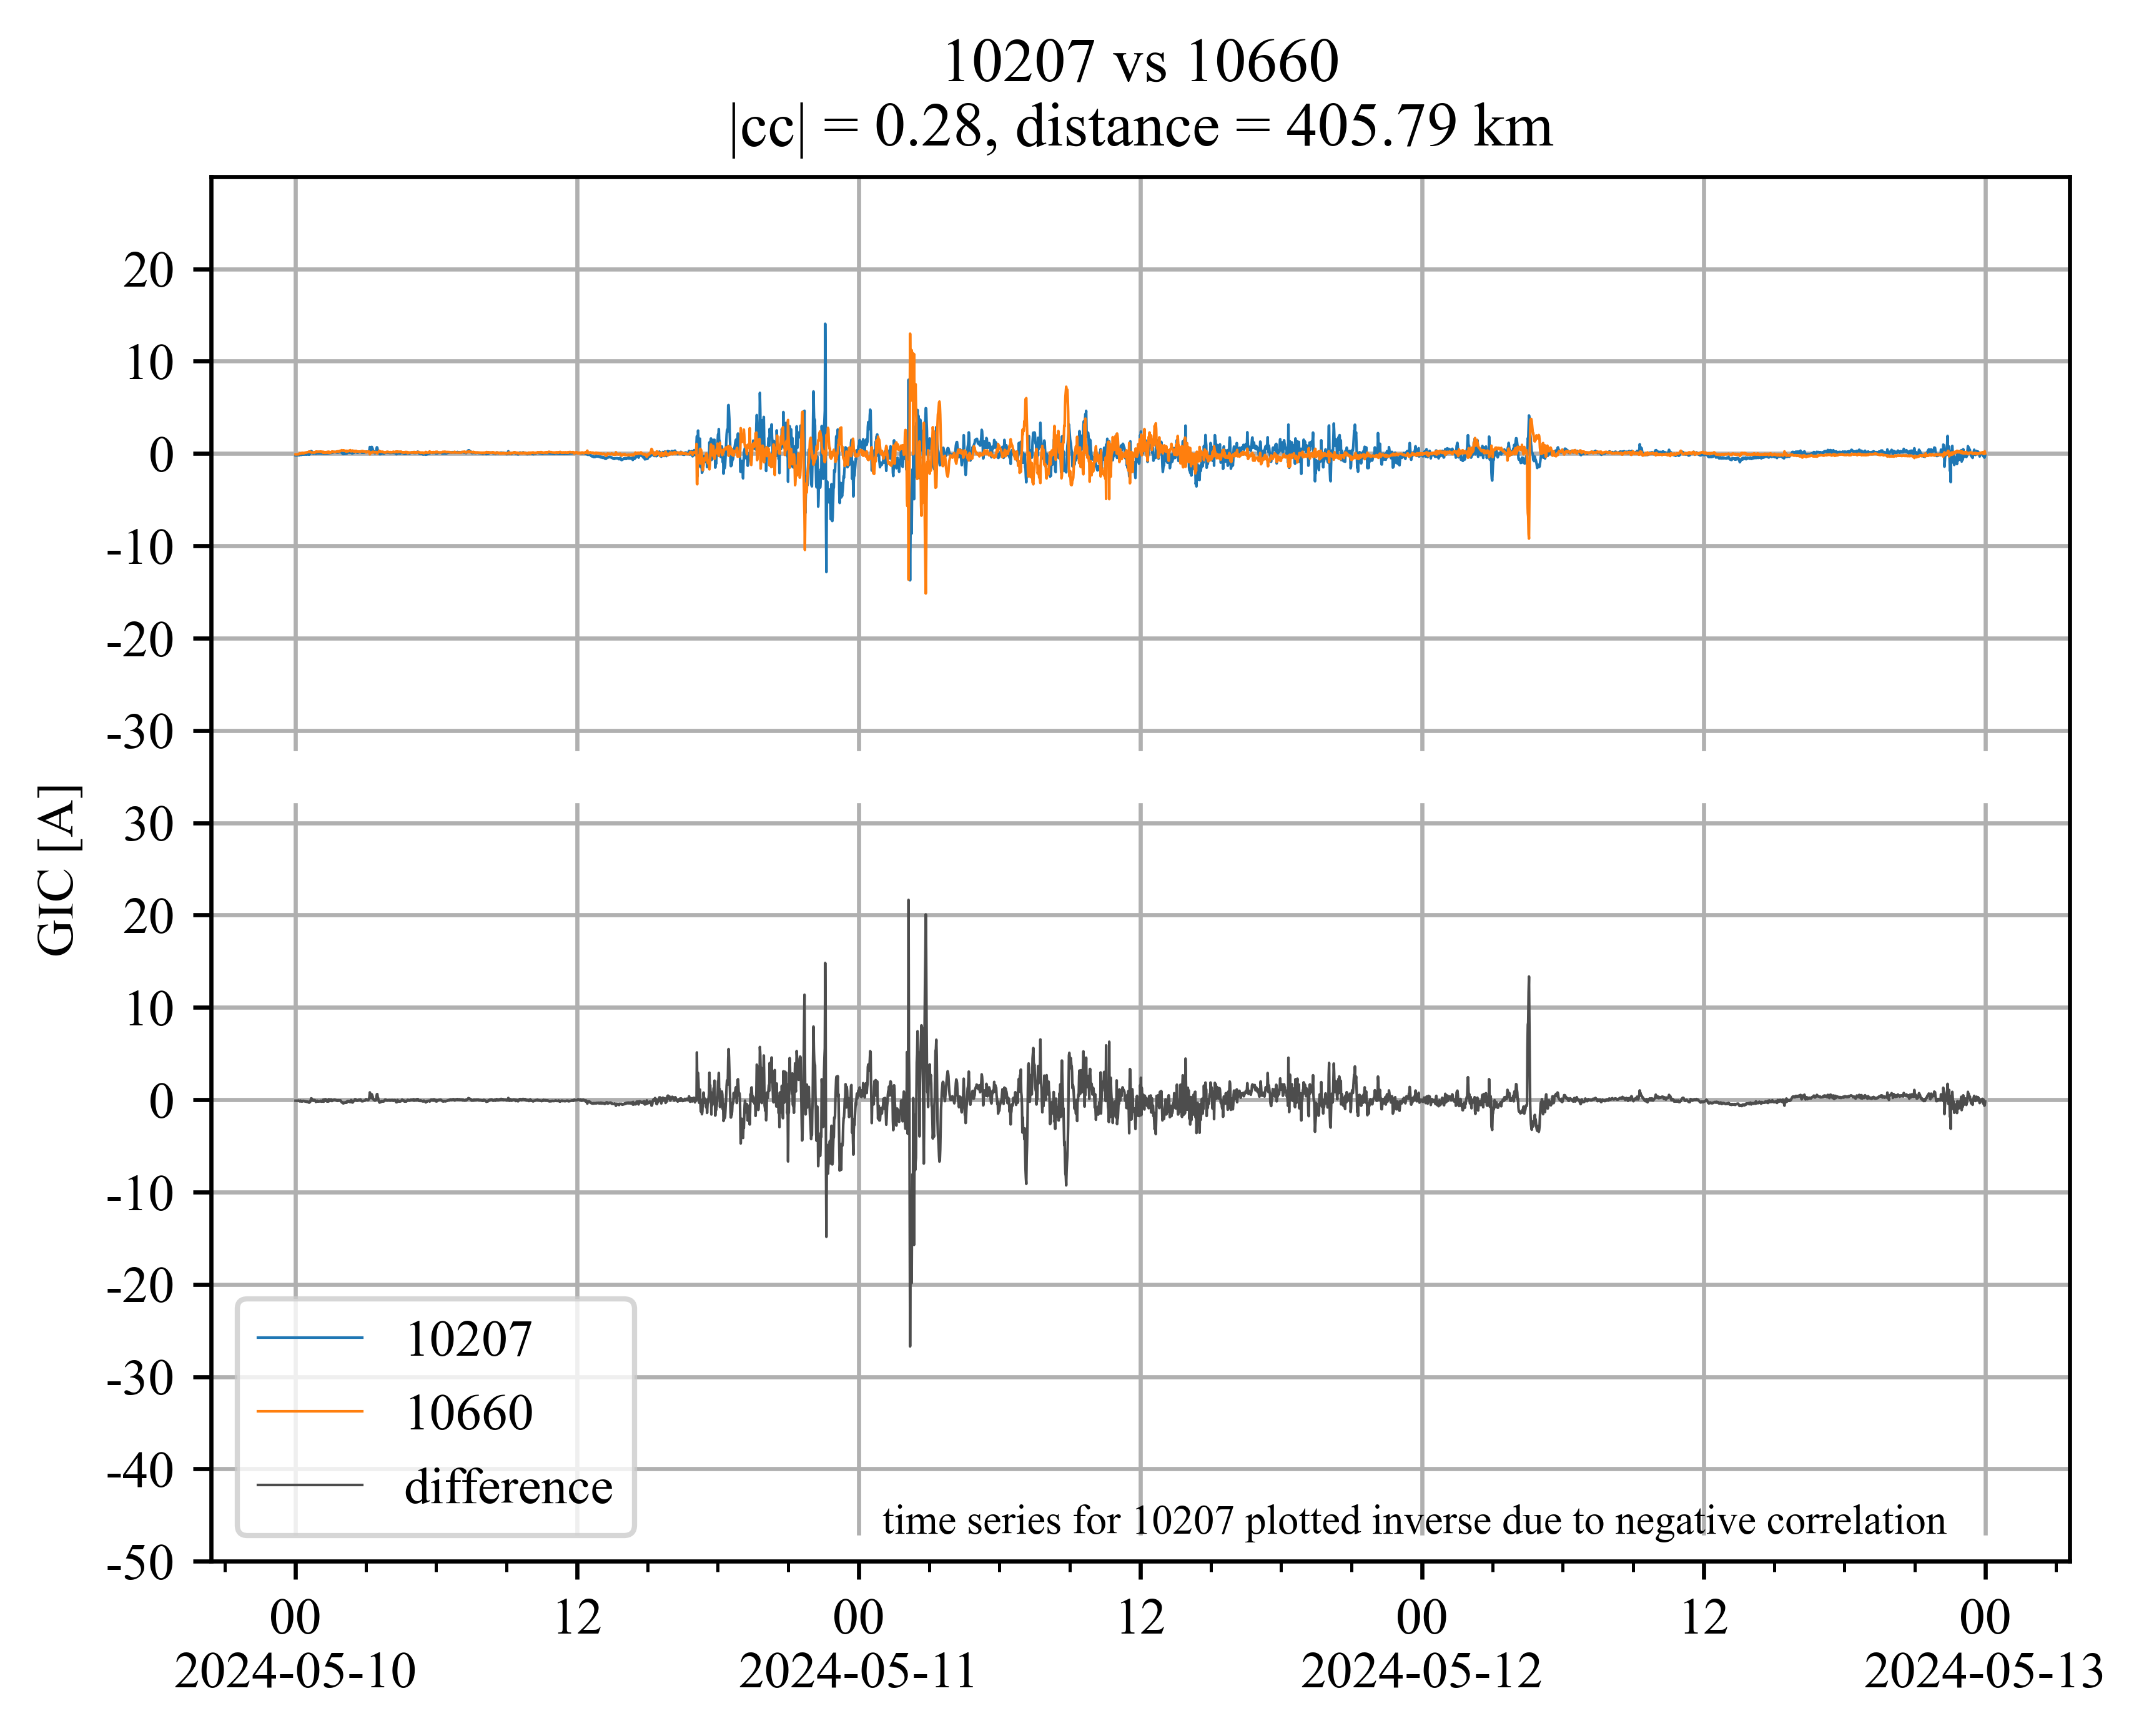 10207 vs 10660
|cc| = 0.28, distance = 405.79 km
GIC [A]
20
10
0
-10
-20
-30
30
20
10
0
-10
-20
-30
-40
-50
10207
10660
difference
time series for 10207 plotted inverse due to negative correlation
00 12 00 12 00 12 00
2024-05-10 2024-05-11 2024-05-12 2024-05-13